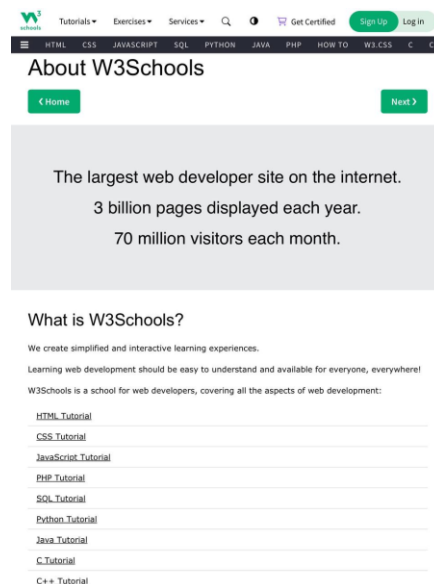 W3 schools
Tutorials Exercises Services Get Certified Sign Up Log in
HTML CSS JAVASCRIPT SQL PYTHON JAVA PHP HOW TO W3.CSS C C
About W3Schools
❮ Home Next ❯
The largest web developer site on the internet.
3 billion pages displayed each year.
70 million visitors each month.
What is W3Schools?
We create simplified and interactive learning experiences.
Learning web development should be easy to understand and available for everyone, everywhere!
W3Schools is a school for web developers, covering all the aspects of web development:
HTML Tutorial
CSS Tutorial
JavaScript Tutorial
PHP Tutorial
SQL Tutorial
Python Tutorial
Java Tutorial
C Tutorial
C++ Tutorial